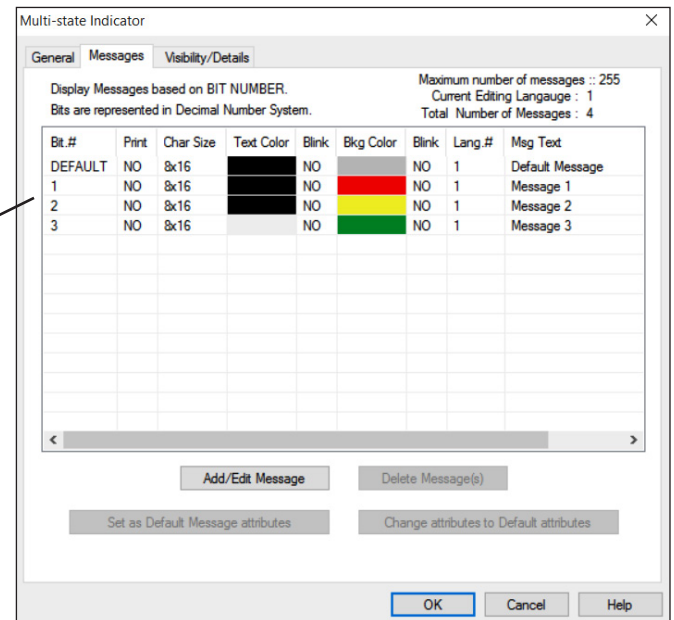 Multi-state Indicator
General Messages Visibility/Details
Display Messages based on BIT NUMBER.
Bits are represented in Decimal Number System.
Maximum number of messages :: 255
Current Editing Langauge : 1
Total Number of Messages : 4
Bit.# Print Char Size Text Color Blink Bkg Color Blink Lang.# Msg Text
DEFAULT NO 8x16 NO NO 1 Default Message
1 NO 8x16 NO NO 1 Message 1
2 NO 8x16 NO NO 1 Message 2
3 NO 8x16 NO NO 1 Message 3
Add/Edit Message Delete Message(s)
Set as Default Message attributes Change attributes to Default attributes
OK Cancel Help